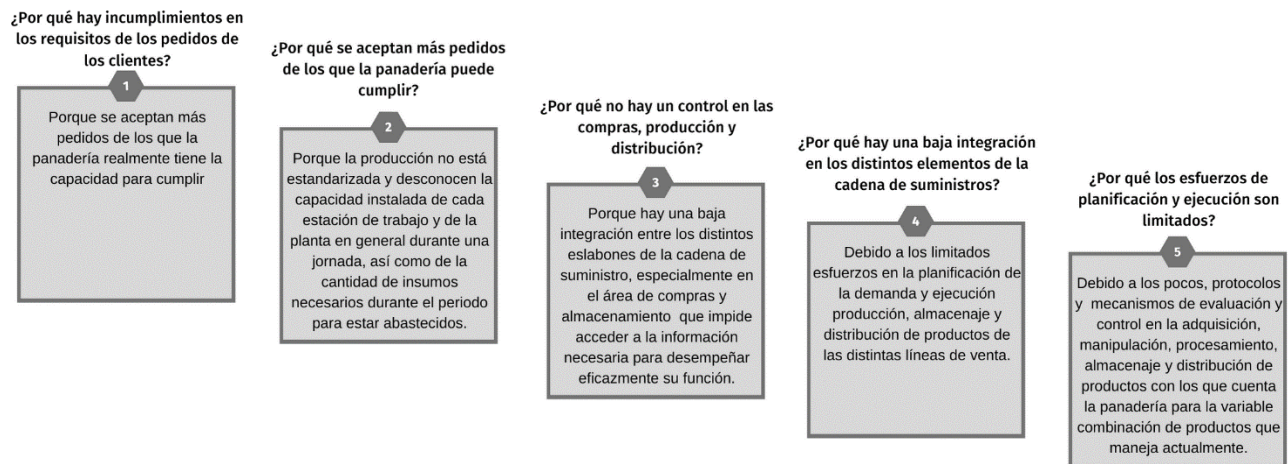 ¿Por qué hay incumplimientos en
los requisitos de los pedidos de
los clientes?
1
Porque se aceptan más
pedidos de los que la
panadería realmente tiene la
capacidad para cumplir
¿Por qué se aceptan más pedidos
de los que la panadería puede
cumplir?
2
Porque la producción no está
estandarizada y desconocen la
capacidad instalada de cada
estación de trabajo y de la
planta en general durante una
jornada, así como de la
cantidad de insumos
necesarios durante el periodo
para estar abastecidos.
¿Por qué no hay un control en las
compras, producción y
distribución?
3
Porque hay una baja
integración entre los distintos
eslabones de la cadena de
suministro, especialmente en
el área de compras y
almacenamiento que impide
acceder a la información
necesaria para desempeñar
eficazmente su función.
¿Por qué hay una baja integración
en los distintos elementos de la
cadena de suministros?
4
Debido a los limitados
esfuerzos en la planificación de
la demanda y ejecución
producción, almacenaje y
distribución de productos de
las distintas líneas de venta.
¿Por qué los esfuerzos de
planificación y ejecución son
limitados?
5
Debido a los pocos, protocolos
y mecanismos de evaluación y
control en la adquisición,
manipulación, procesamiento,
almacenaje y distribución de
productos con los que cuenta
la panadería para la variable
combinación de productos que
maneja actualmente.